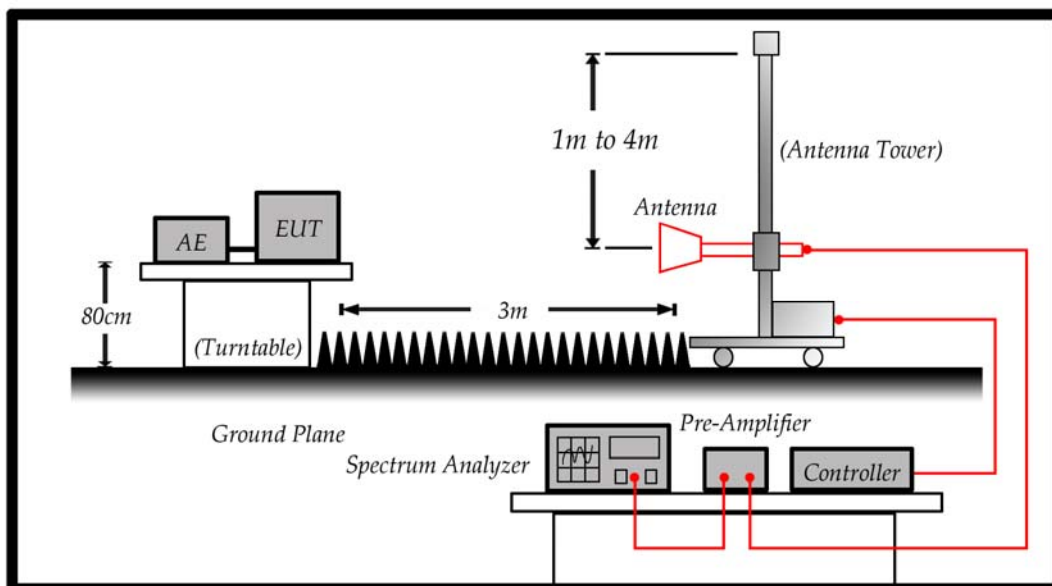 1m to 4m
(Antenna Tower)
Antenna
AE
EUT
80cm
3m
(Turntable)
Ground Plane
Pre-Amplifier
Spectrum Analyzer
Controller